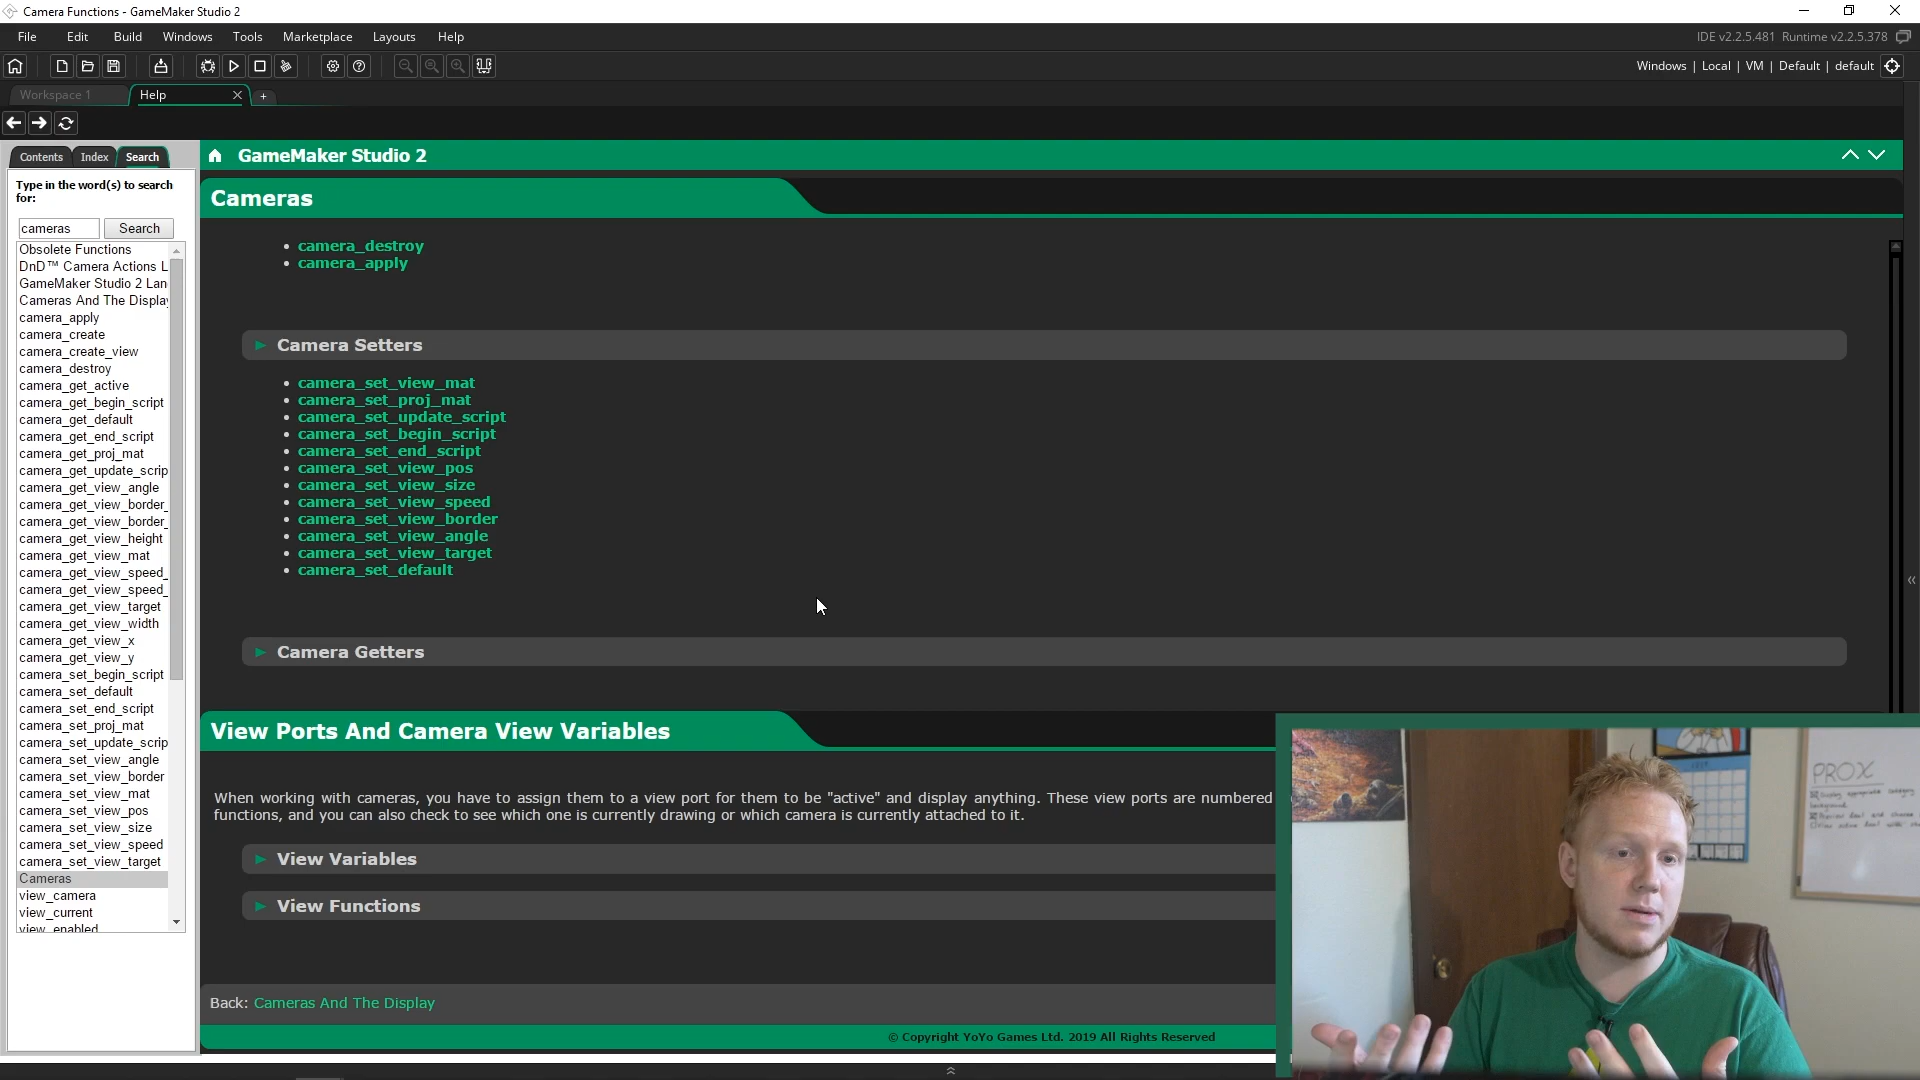 Camera Functions - GameMaker Studio 2
File Edit Build Windows Tools Marketplace Layouts Help
IDE v2.2.5.481 Runtime v2.2.5.378
Windows | Local | VM | Default | default
Workspace 1
Help
Contents Index Search
GameMaker Studio 2
Type in the word(s) to search
for:
cameras
Search
Obsolete Functions
DnD™ Camera Actions L
GameMaker Studio 2 Lan
Cameras And The Display
camera_apply
camera_create
camera_create_view
camera_destroy
camera_get_active
camera_get_begin_script
camera_get_default
camera_get_end_script
camera_get_proj_mat
camera_get_update_scrip
camera_get_view_angle
camera_get_view_border_
camera_get_view_border_
camera_get_view_height
camera_get_view_mat
camera_get_view_speed_
camera_get_view_speed_
camera_get_view_target
camera_get_view_width
camera_get_view_x
camera_get_view_y
camera_set_begin_script
camera_set_default
camera_set_end_script
camera_set_proj_mat
camera_set_update_scrip
camera_set_view_angle
camera_set_view_border
camera_set_view_mat
camera_set_view_pos
camera_set_view_size
camera_set_view_speed
camera_set_view_target
Cameras
view_camera
view_current
view_enabled
Cameras
• camera_destroy
• camera_apply
Camera Setters
• camera_set_view_mat
• camera_set_proj_mat
• camera_set_update_script
• camera_set_begin_script
• camera_set_end_script
• camera_set_view_pos
• camera_set_view_size
• camera_set_view_speed
• camera_set_view_border
• camera_set_view_angle
• camera_set_view_target
• camera_set_default
Camera Getters
View Ports And Camera View Variables
When working with cameras, you have to assign them to a view port for them to be "active" and display anything. These view ports are numbered
functions, and you can also check to see which one is currently drawing or which camera is currently attached to it.
View Variables
View Functions
Back: Cameras And The Display
© Copyright YoYo Games Ltd. 2019 All Rights Reserved
PROX